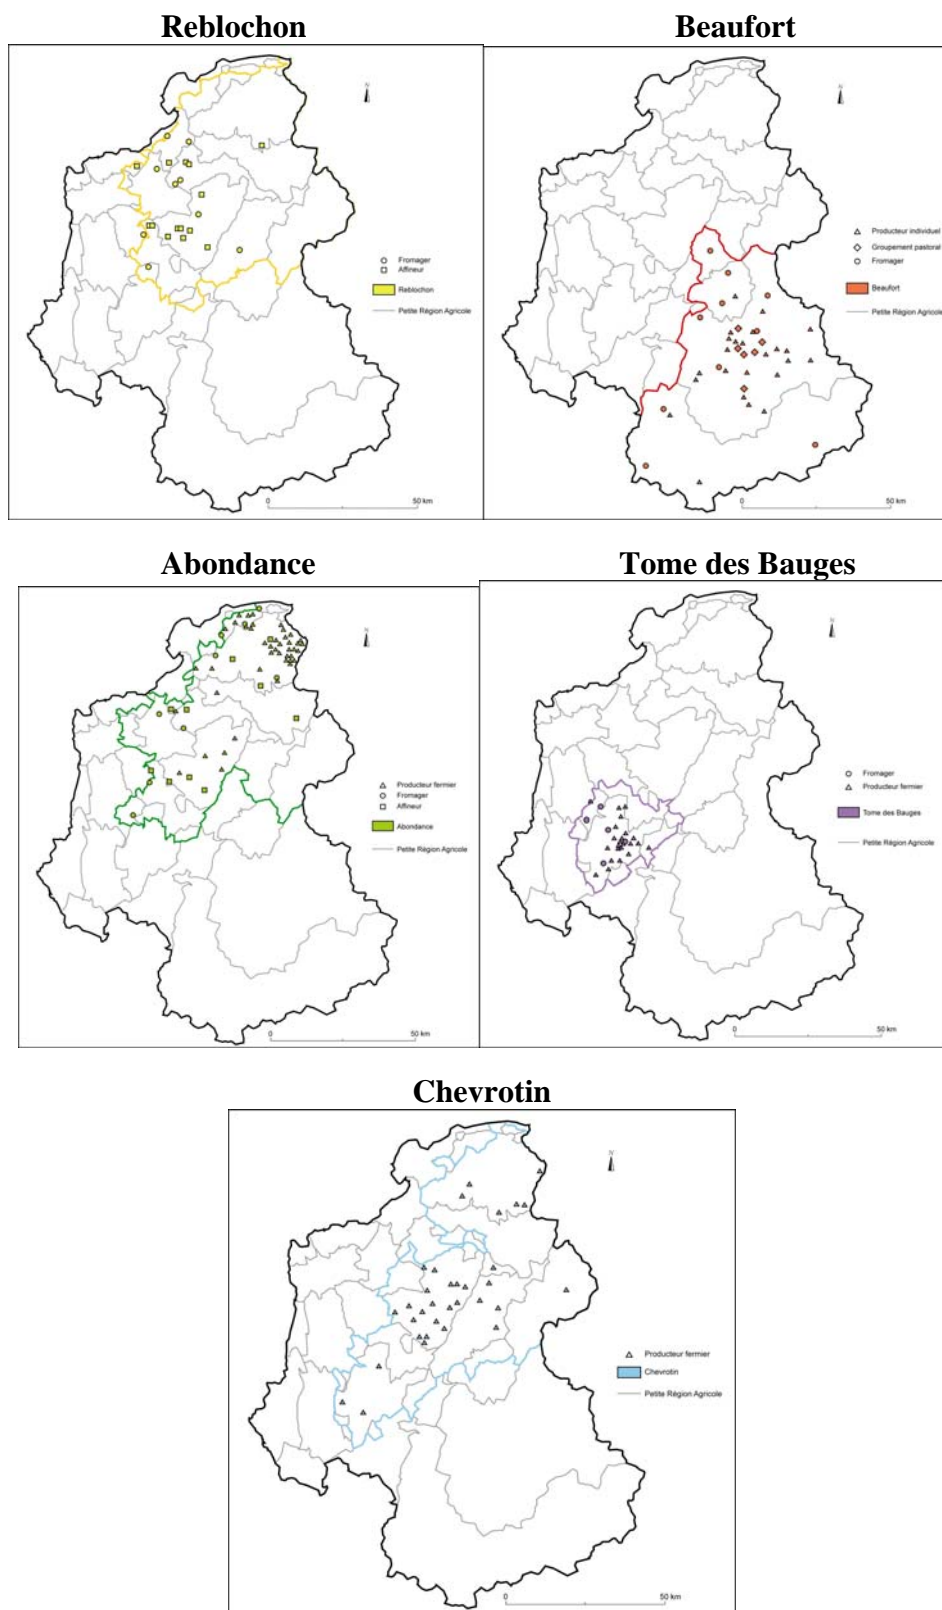 Reblochon
N
Fromager
Affineur
Reblochon
Petite Région Agricole
0 50 km
Beaufort
N
Producteur individuel
Groupement pastoral
Fromager
Beaufort
Petite Région Agricole
0 50 km
Abondance
N
Producteur fermier
Fromager
Affineur
Abondance
Petite Région Agricole
0 50 km
Tome des Bauges
N
Fromager
Producteur fermier
Tome des Bauges
Petite Région Agricole
0 50 km
Chevrotin
N
Producteur fermier
Chevrotin
Petite Région Agricole
0 50 km